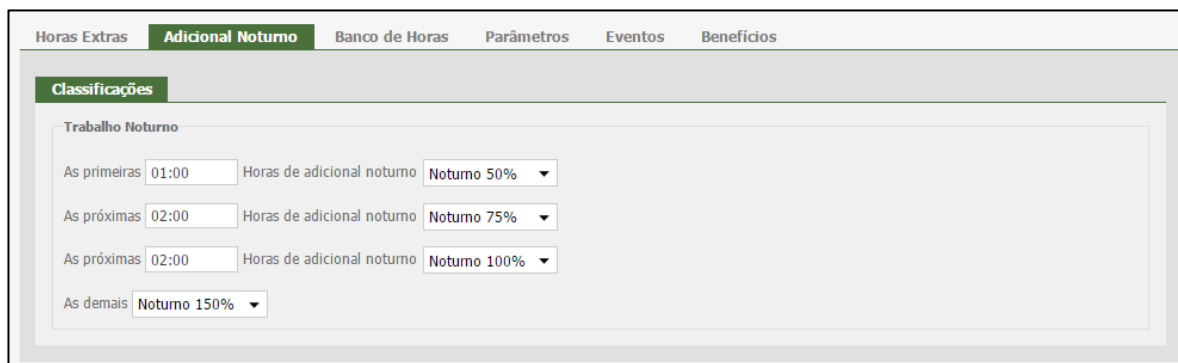 Horas Extras Adicional Noturno Banco de Horas Parâmetros Eventos Benefícios
Classificações
Trabalho Noturno
As primeiras 01:00 Horas de adicional noturno Noturno 50%
As próximas 02:00 Horas de adicional noturno Noturno 75%
As próximas 02:00 Horas de adicional noturno Noturno 100%
As demais Noturno 150%